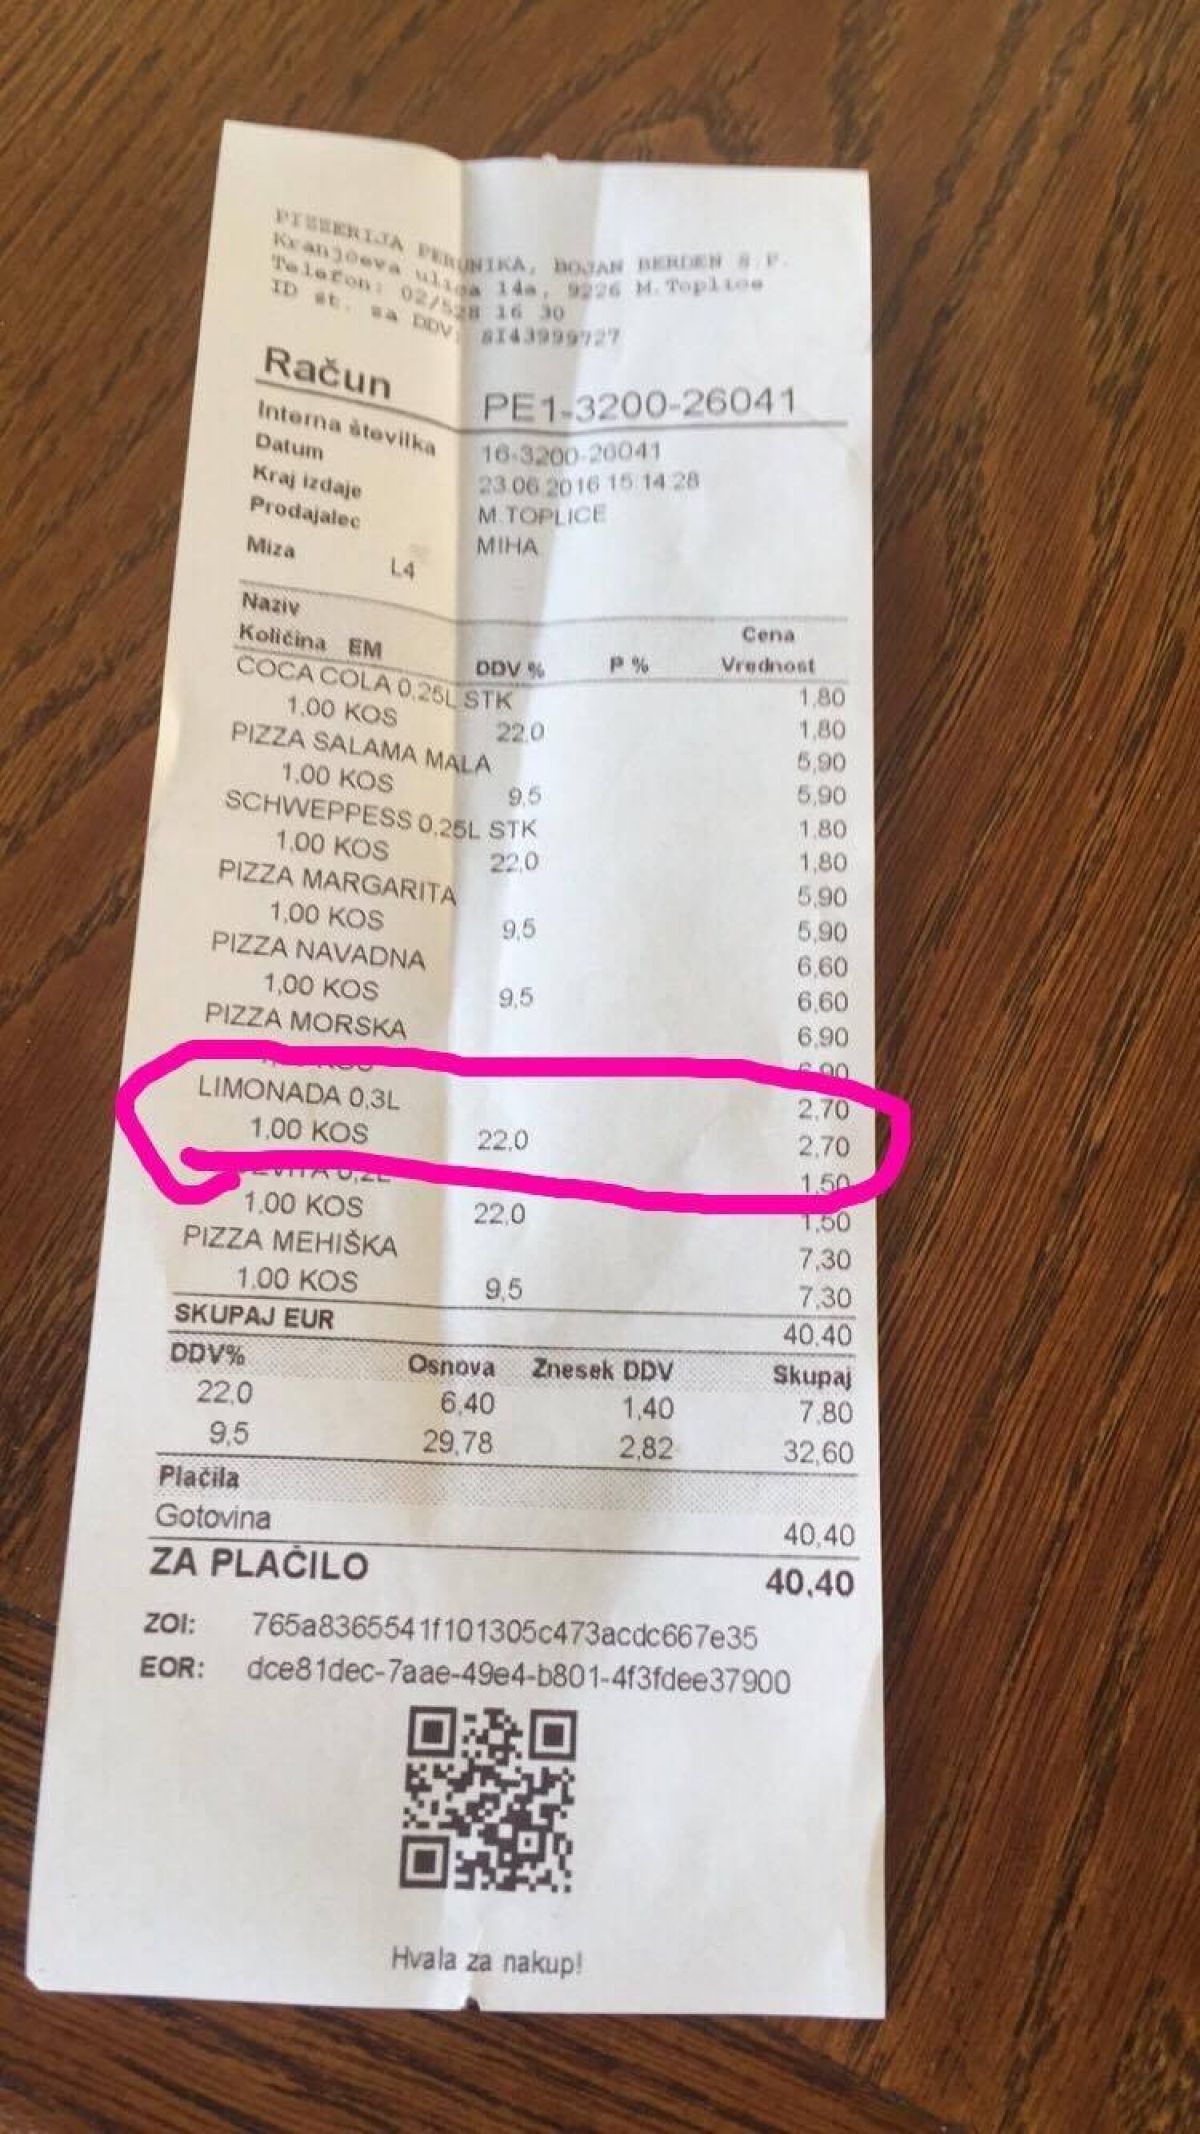 PIZZERIJA PERUNIKA, BOJAN BERDEN S.P.
Kranjčeva ulica 14a, 9226 M.Toplice
Telefon: 02/528 16 30
ID št. za DDV: SI43999727
Račun PE1-3200-26041
Interna številka 16-3200-26041
Datum 23.06.2016 15:14:28
Kraj izdaje M.TOPLICE
Prodajalec MIHA
Miza L4
Naziv Cena
Količina EM DDV % P % Vrednost
COCA COLA 0,25L STK 1,80
1,00 KOS 22,0 1,80
PIZZA SALAMA MALA 5,90
1,00 KOS 9,5 5,90
SCHWEPPESS 0,25L STK 1,80
1,00 KOS 22,0 1,80
PIZZA MARGARITA 5,90
1,00 KOS 9,5 5,90
PIZZA NAVADNA 6,60
1,00 KOS 9,5 6,60
PIZZA MORSKA 6,90
KOS 6,90
LIMONADA 0,3L 2,70
1,00 KOS 22,0 2,70
0,2L 1,50
1,00 KOS 22,0 1,50
PIZZA MEHIŠKA 7,30
1,00 KOS 9,5 7,30
SKUPAJ EUR 40,40
DDV% Osnova Znesek DDV Skupaj
22,0 6,40 1,40 7,80
9,5 29,78 2,82 32,60
Plačila
Gotovina 40,40
ZA PLAČILO 40,40
ZOI: 765a8365541f101305c473acdc667e35
EOR: dce81dec-7aae-49e4-b801-4f3fdee37900
Hvala za nakup!